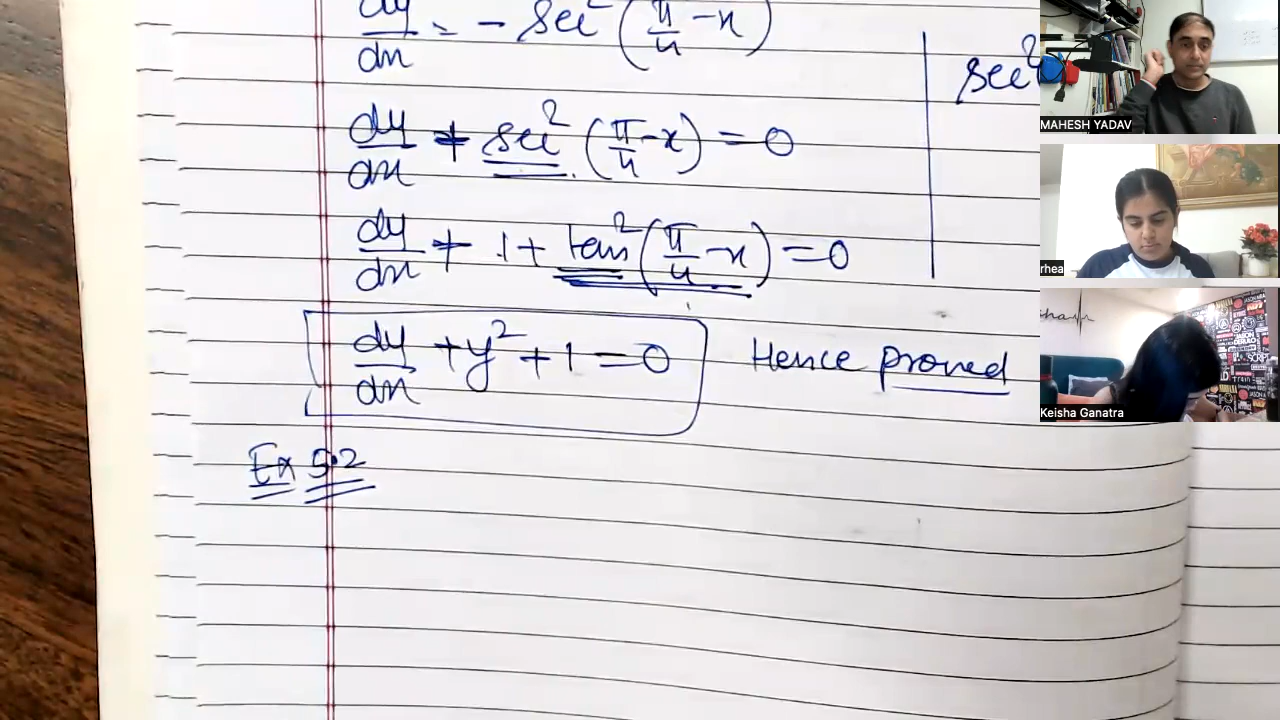 dy/dx = - sec² (π/4 - x)
dy/dx + sec² (π/4 - x) = 0
dy/dx + 1 + tan² (π/4 - x) = 0
dy/dx + y² + 1 = 0 Hence proved
Ex 5.2
sec²
MAHESH YADAV
rhea
Keisha Ganatra